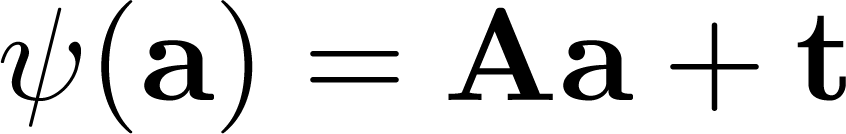 ψ(𝐚) = 𝐀𝐚 + 𝐭